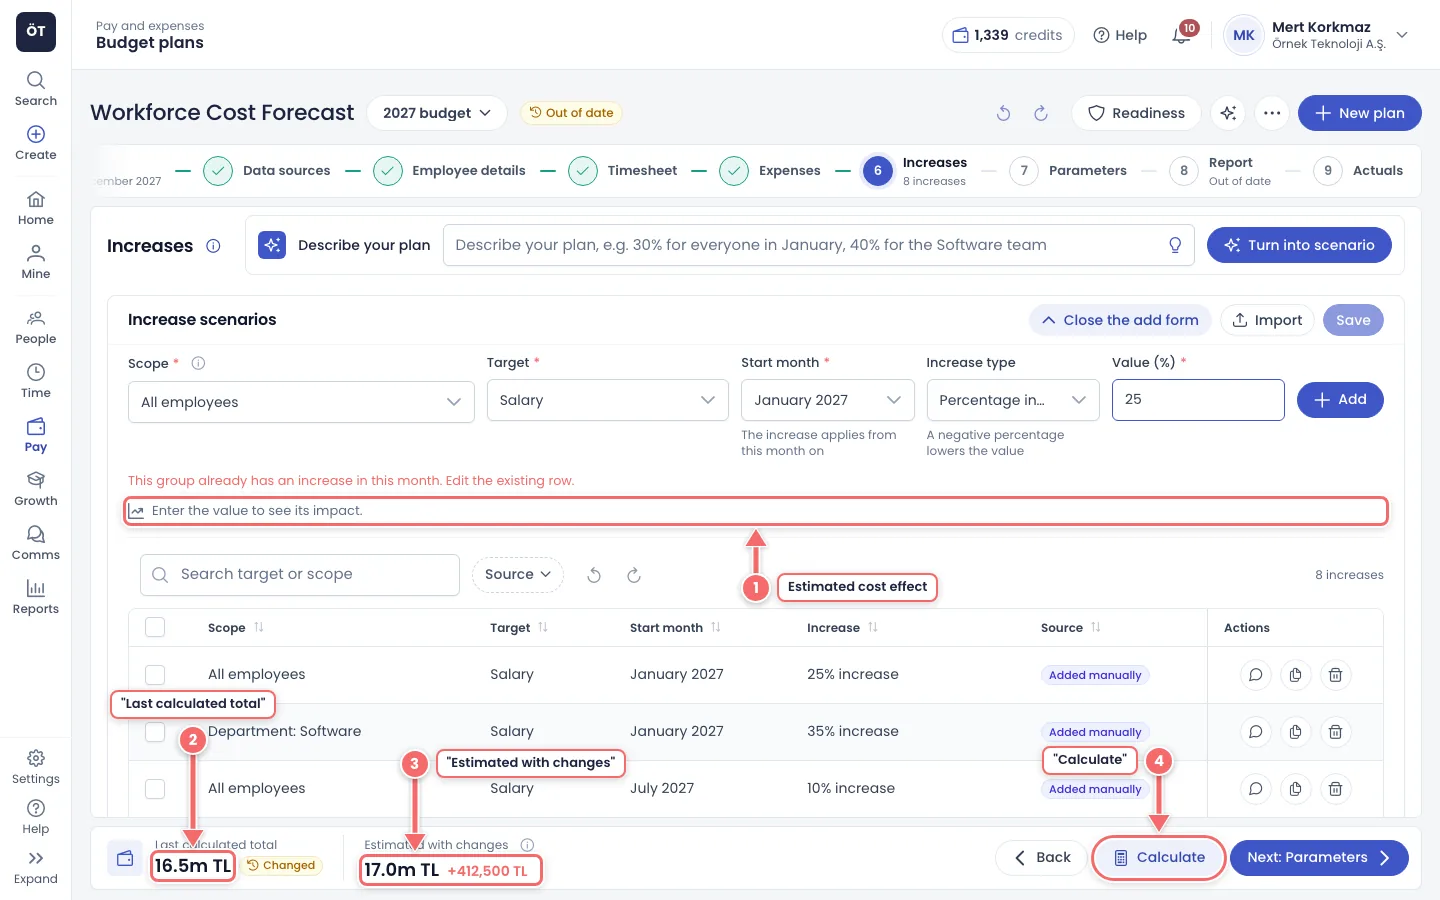 ÖT
Pay and expenses
Budget plans
1,339 credits
Help
10
MK
Mert Korkmaz
Örnek Teknoloji A.Ş.
Search
Create
Home
Mine
People
Time
Pay
Growth
Comms
Reports
Settings
Help
Expand
Workforce Cost Forecast
2027 budget
Out of date
Readiness
New plan
ember 2027
Data sources
Employee details
Timesheet
Expenses
6
Increases
8 increases
7
Parameters
8
Report
Out of date
9
Actuals
Increases
Describe your plan
Describe your plan, e.g. 30% for everyone in January, 40% for the Software team
Turn into scenario
Increase scenarios
Close the add form
Import
Save
Scope *
Target *
Start month *
Increase type
Value (%) *
All employees
Salary
January 2027
Percentage in...
25
Add
The increase applies from
this month on
A negative percentage
lowers the value
This group already has an increase in this month. Edit the existing row.
Enter the value to see its impact.
Search target or scope
Source
1
Estimated cost effect
8 increases
Scope
Target
Start month
Increase
Source
Actions
All employees
Salary
January 2027
25% increase
Added manually
"Last calculated total"
2
Department: Software
Salary
January 2027
35% increase
Added manually
3
"Estimated with changes"
"Calculate"
4
All employees
Salary
July 2027
10% increase
Added manually
Last calculated total
16.5m TL
Changed
Estimated with changes
17.0m TL
+412,500 TL
Back
Calculate
Next: Parameters